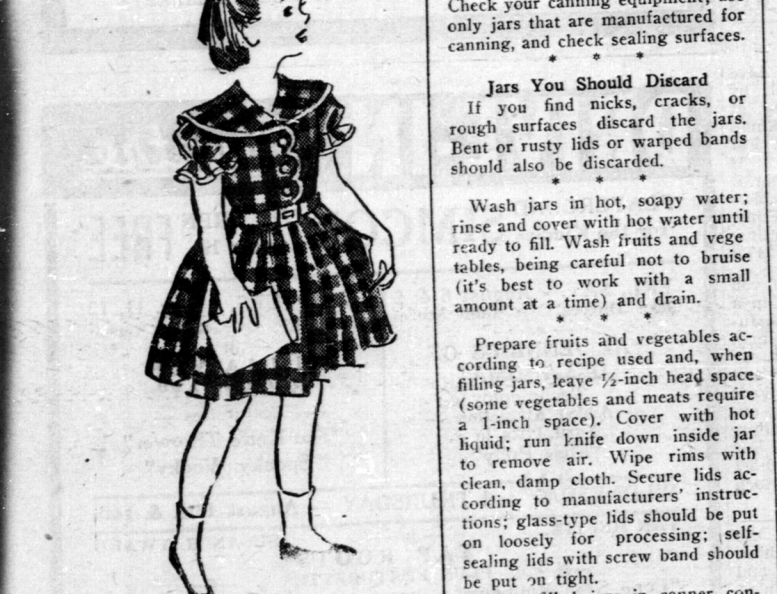 Check your canning equipment; use
only jars that are manufactured for
canning, and check sealing surfaces.
* * *
Jars You Should Discard
If you find nicks, cracks, or
rough surfaces discard the jars.
Bent or rusty lids or warped bands
should also be discarded.
* * *
Wash jars in hot, soapy water;
rinse and cover with hot water until
ready to fill. Wash fruits and vege
tables, being careful not to bruise
(it's best to work with a small
amount at a time) and drain.
* * *
Prepare fruits and vegetables ac-
cording to recipe used and, when
filling jars, leave ½-inch head space
(some vegetables and meats require
a 1-inch space). Cover with hot
liquid; run knife down inside jar
to remove air. Wipe rims with
clean, damp cloth. Secure lids ac-
cording to manufacturers' instruc-
tions; glass-type lids should be put
on loosely for processing; self-
sealing lids with screw band should
be put on tight.